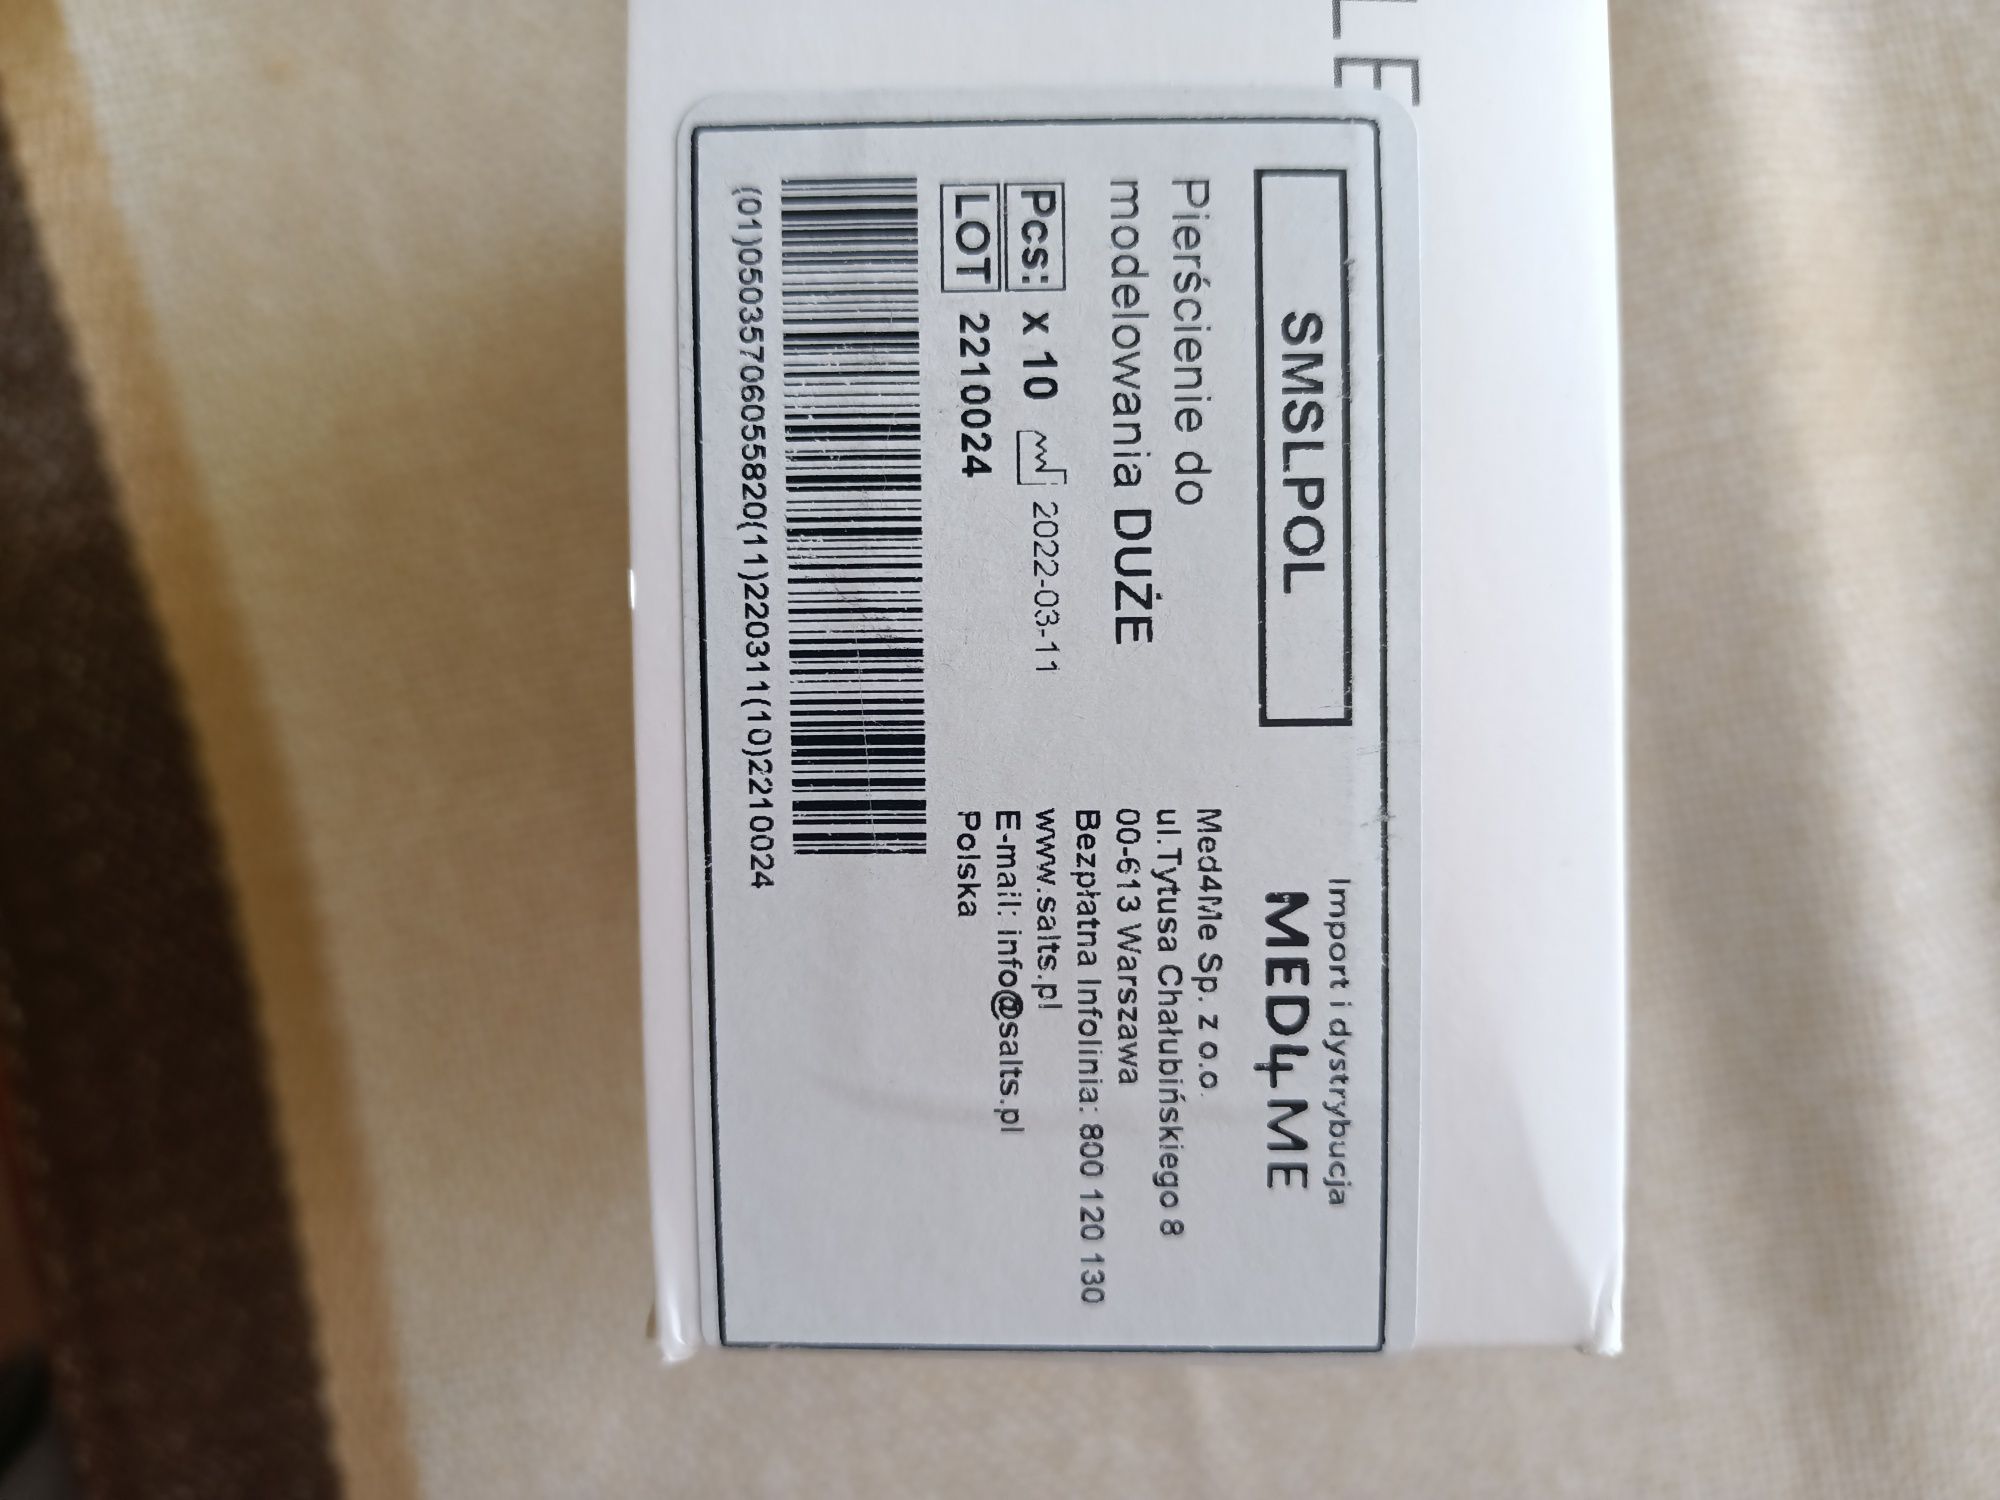 LE
SMSLPOL
Pierścienie do
modelowania DUŻE
Pcs: x 10 2022-03-11
LOT 2210024
(01)05035706055820(11)220311(10)2210024
Import i dystrybucja
MED4ME
Med4Me Sp. z o.o.
ul.Tytusa Chałubińskiego 8
00-613 Warszawa
Bezpłatna Infolinia: 800 120 130
www.salts.pl
E-mail: info@salts.pl
Polska